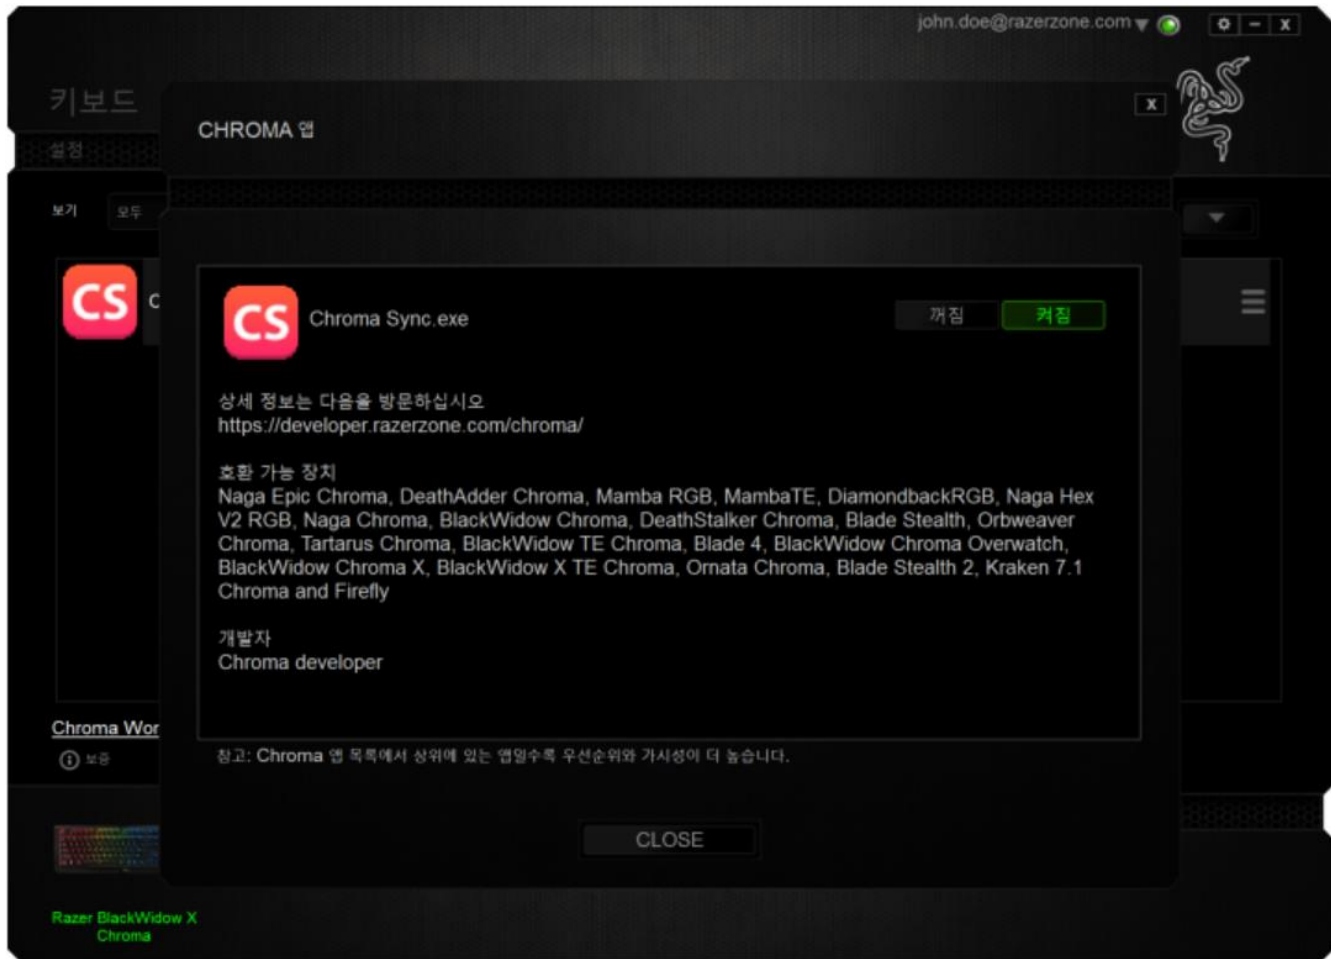 john.doe@razerzone.com
키보드
CHROMA 앱
X
설정
보기
모두
CS
CS
Chroma Sync.exe
꺼짐
켜짐
상세 정보는 다음을 방문하십시오
https://developer.razerzone.com/chroma/
호환 가능 장치
Naga Epic Chroma, DeathAdder Chroma, Mamba RGB, MambaTE, DiamondbackRGB, Naga Hex
V2 RGB, Naga Chroma, BlackWidow Chroma, DeathStalker Chroma, Blade Stealth, Orbweaver
Chroma, Tartarus Chroma, BlackWidow TE Chroma, Blade 4, BlackWidow Chroma Overwatch,
BlackWidow Chroma X, BlackWidow X TE Chroma, Ornata Chroma, Blade Stealth 2, Kraken 7.1
Chroma and Firefly
개발자
Chroma developer
Chroma Wor
보증
참고: Chroma 앱 목록에서 상위에 있는 앱일수록 우선순위와 가시성이 더 높습니다.
CLOSE
Razer BlackWidow X
Chroma